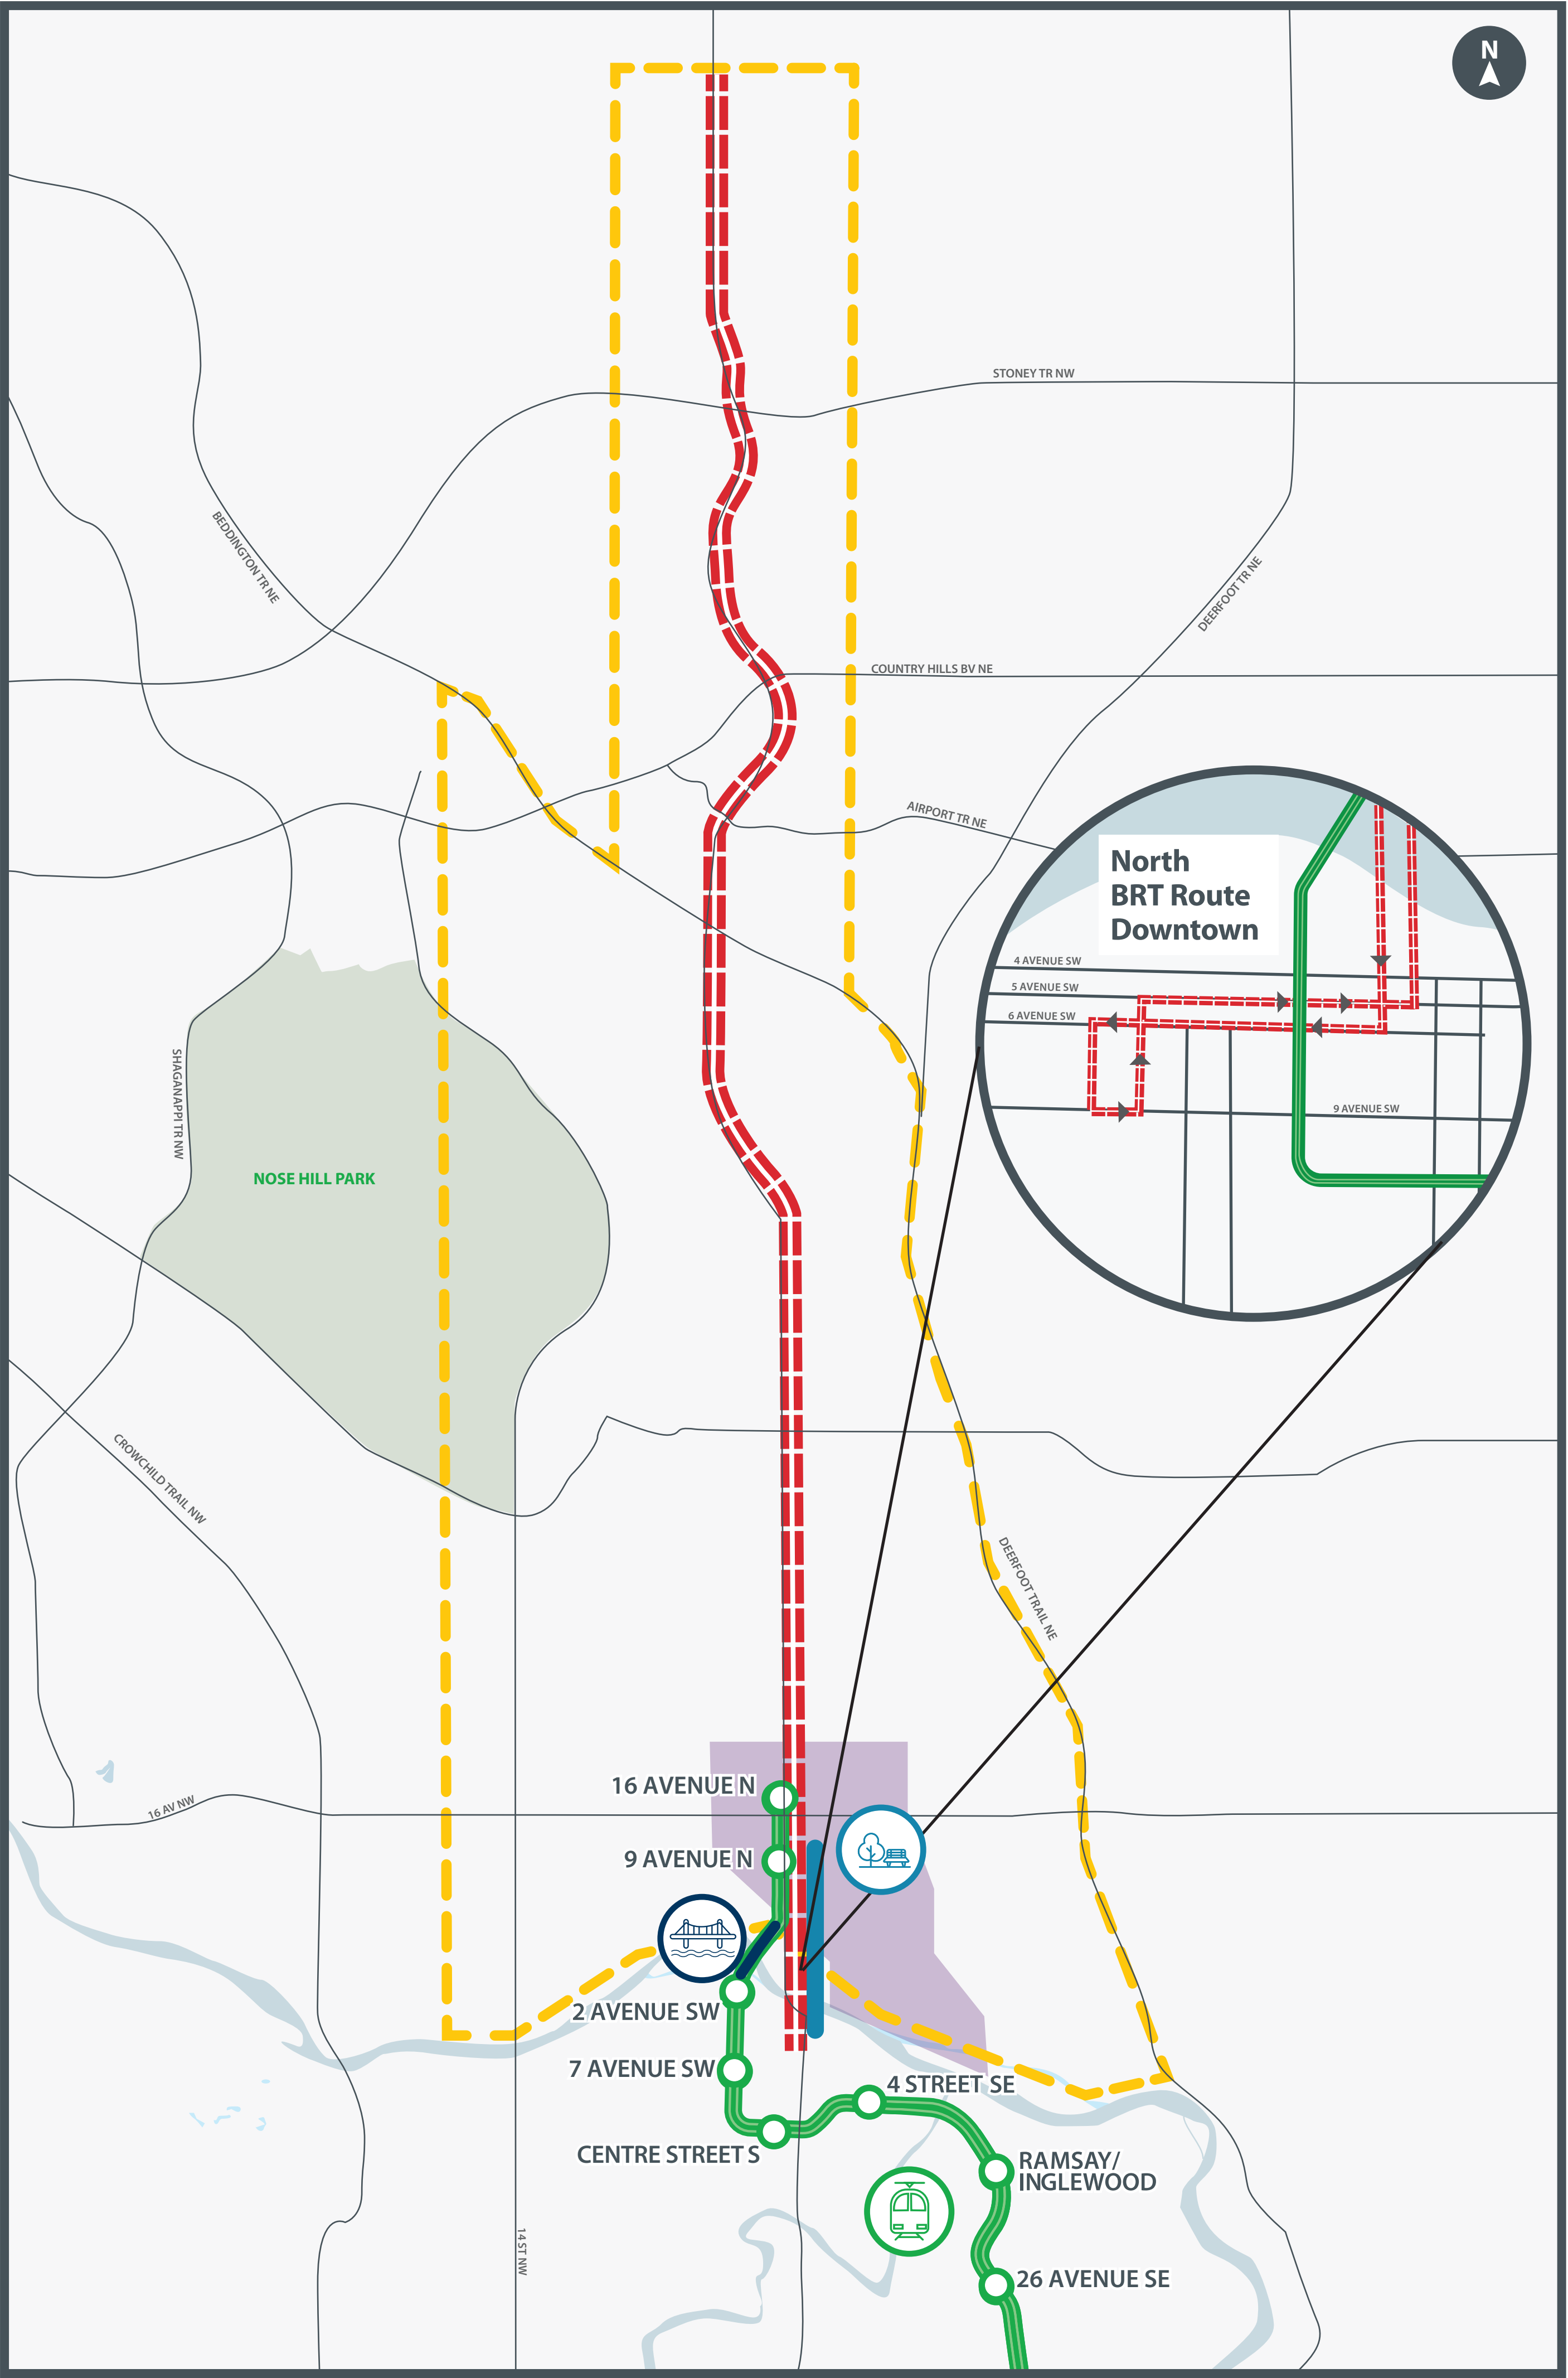 N
STONEY TR NW
BEDDINGTON TR NE
DEERFOOT TR NE
COUNTRY HILLS BV NE
AIRPORT TR NE
North
BRT Route
Downtown
4 AVENUE SW
5 AVENUE SW
6 AVENUE SW
9 AVENUE SW
SHAGANAPPI TR NW
NOSE HILL PARK
CROWCHILD TRAIL NW
DEERFOOT TRAIL NE
16 AVENUE N
16 AV NW
9 AVENUE N
2 AVENUE SW
7 AVENUE SW
4 STREET SE
CENTRE STREET S
RAMSAY/
INGLEWOOD
14 ST NW
26 AVENUE SE